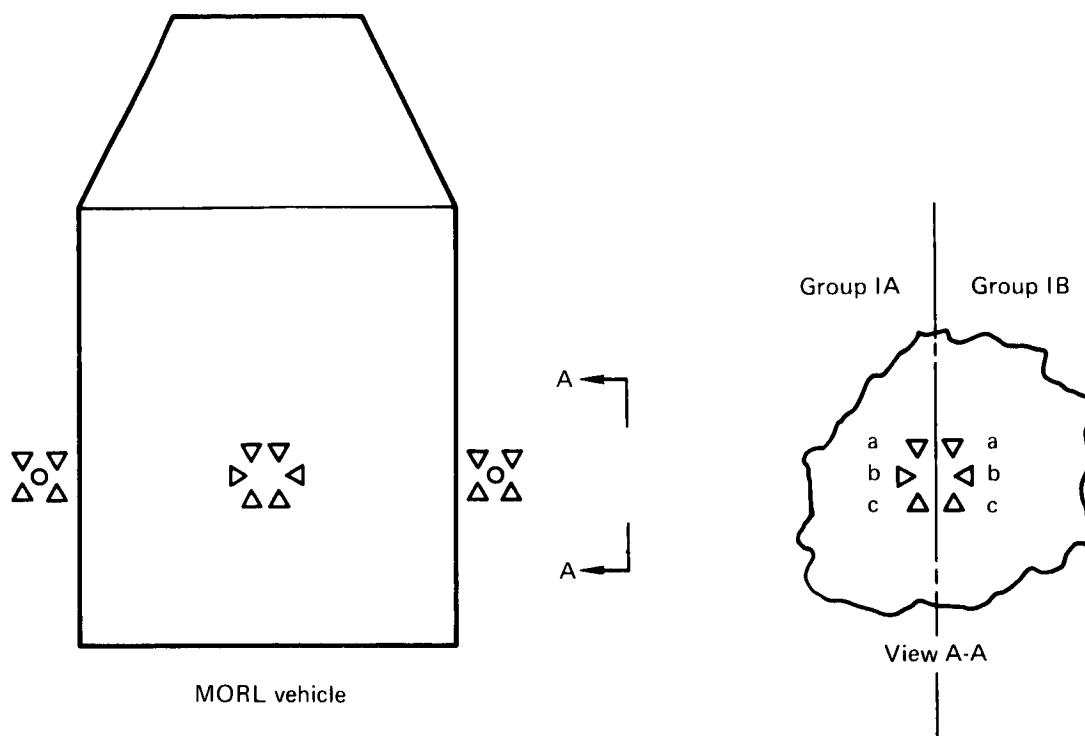 Group IA
Group IB
A
a a
b b
c c
A
View A-A
MORL vehicle